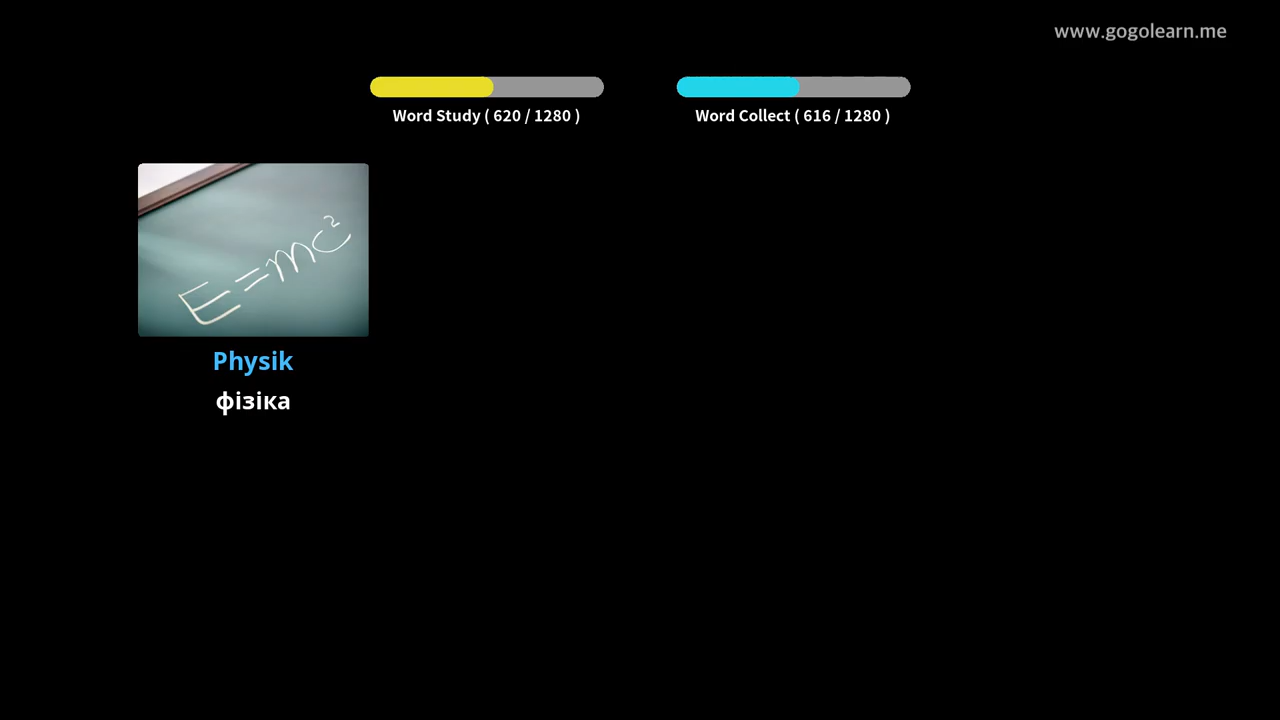 www.gogolearn.me
Word Study ( 620 / 1280 )
Word Collect ( 616 / 1280 )
E=mc²
Physik
фізіка